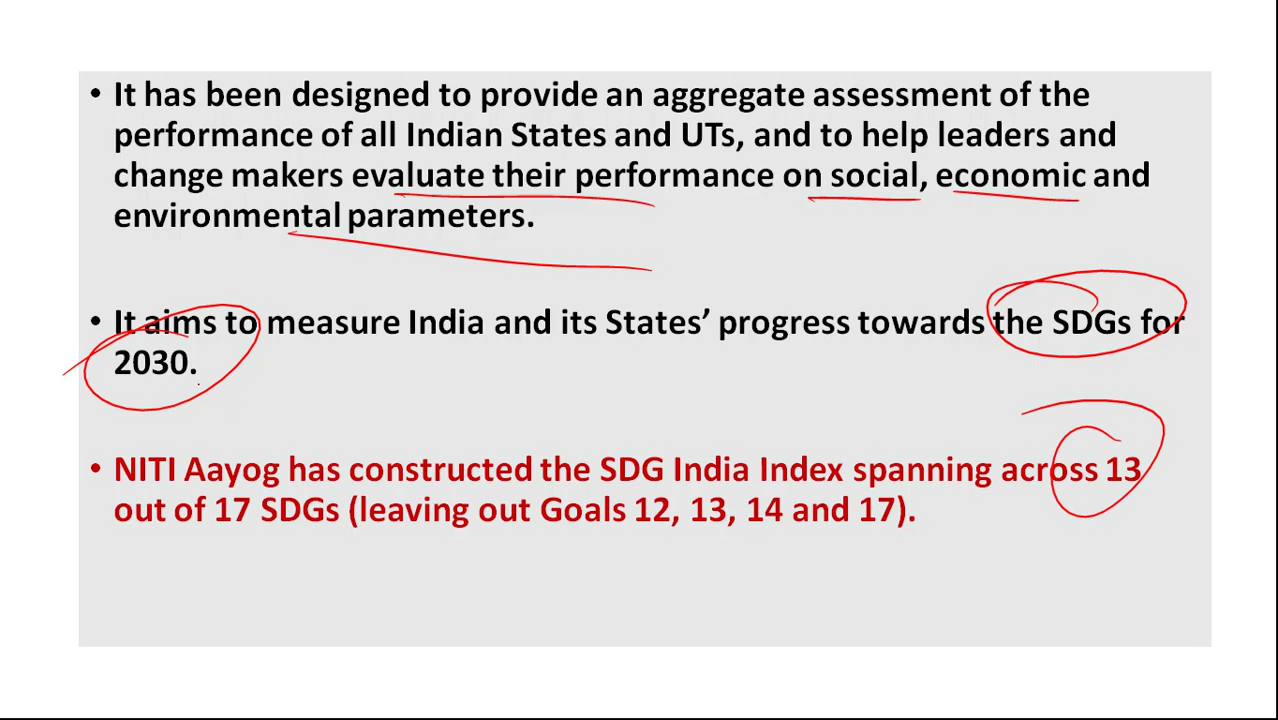 • It has been designed to provide an aggregate assessment of the
performance of all Indian States and UTs, and to help leaders and
change makers evaluate their performance on social, economic and
environmental parameters.
• It aims to measure India and its States’ progress towards the SDGs for
2030.
• NITI Aayog has constructed the SDG India Index spanning across 13
out of 17 SDGs (leaving out Goals 12, 13, 14 and 17).